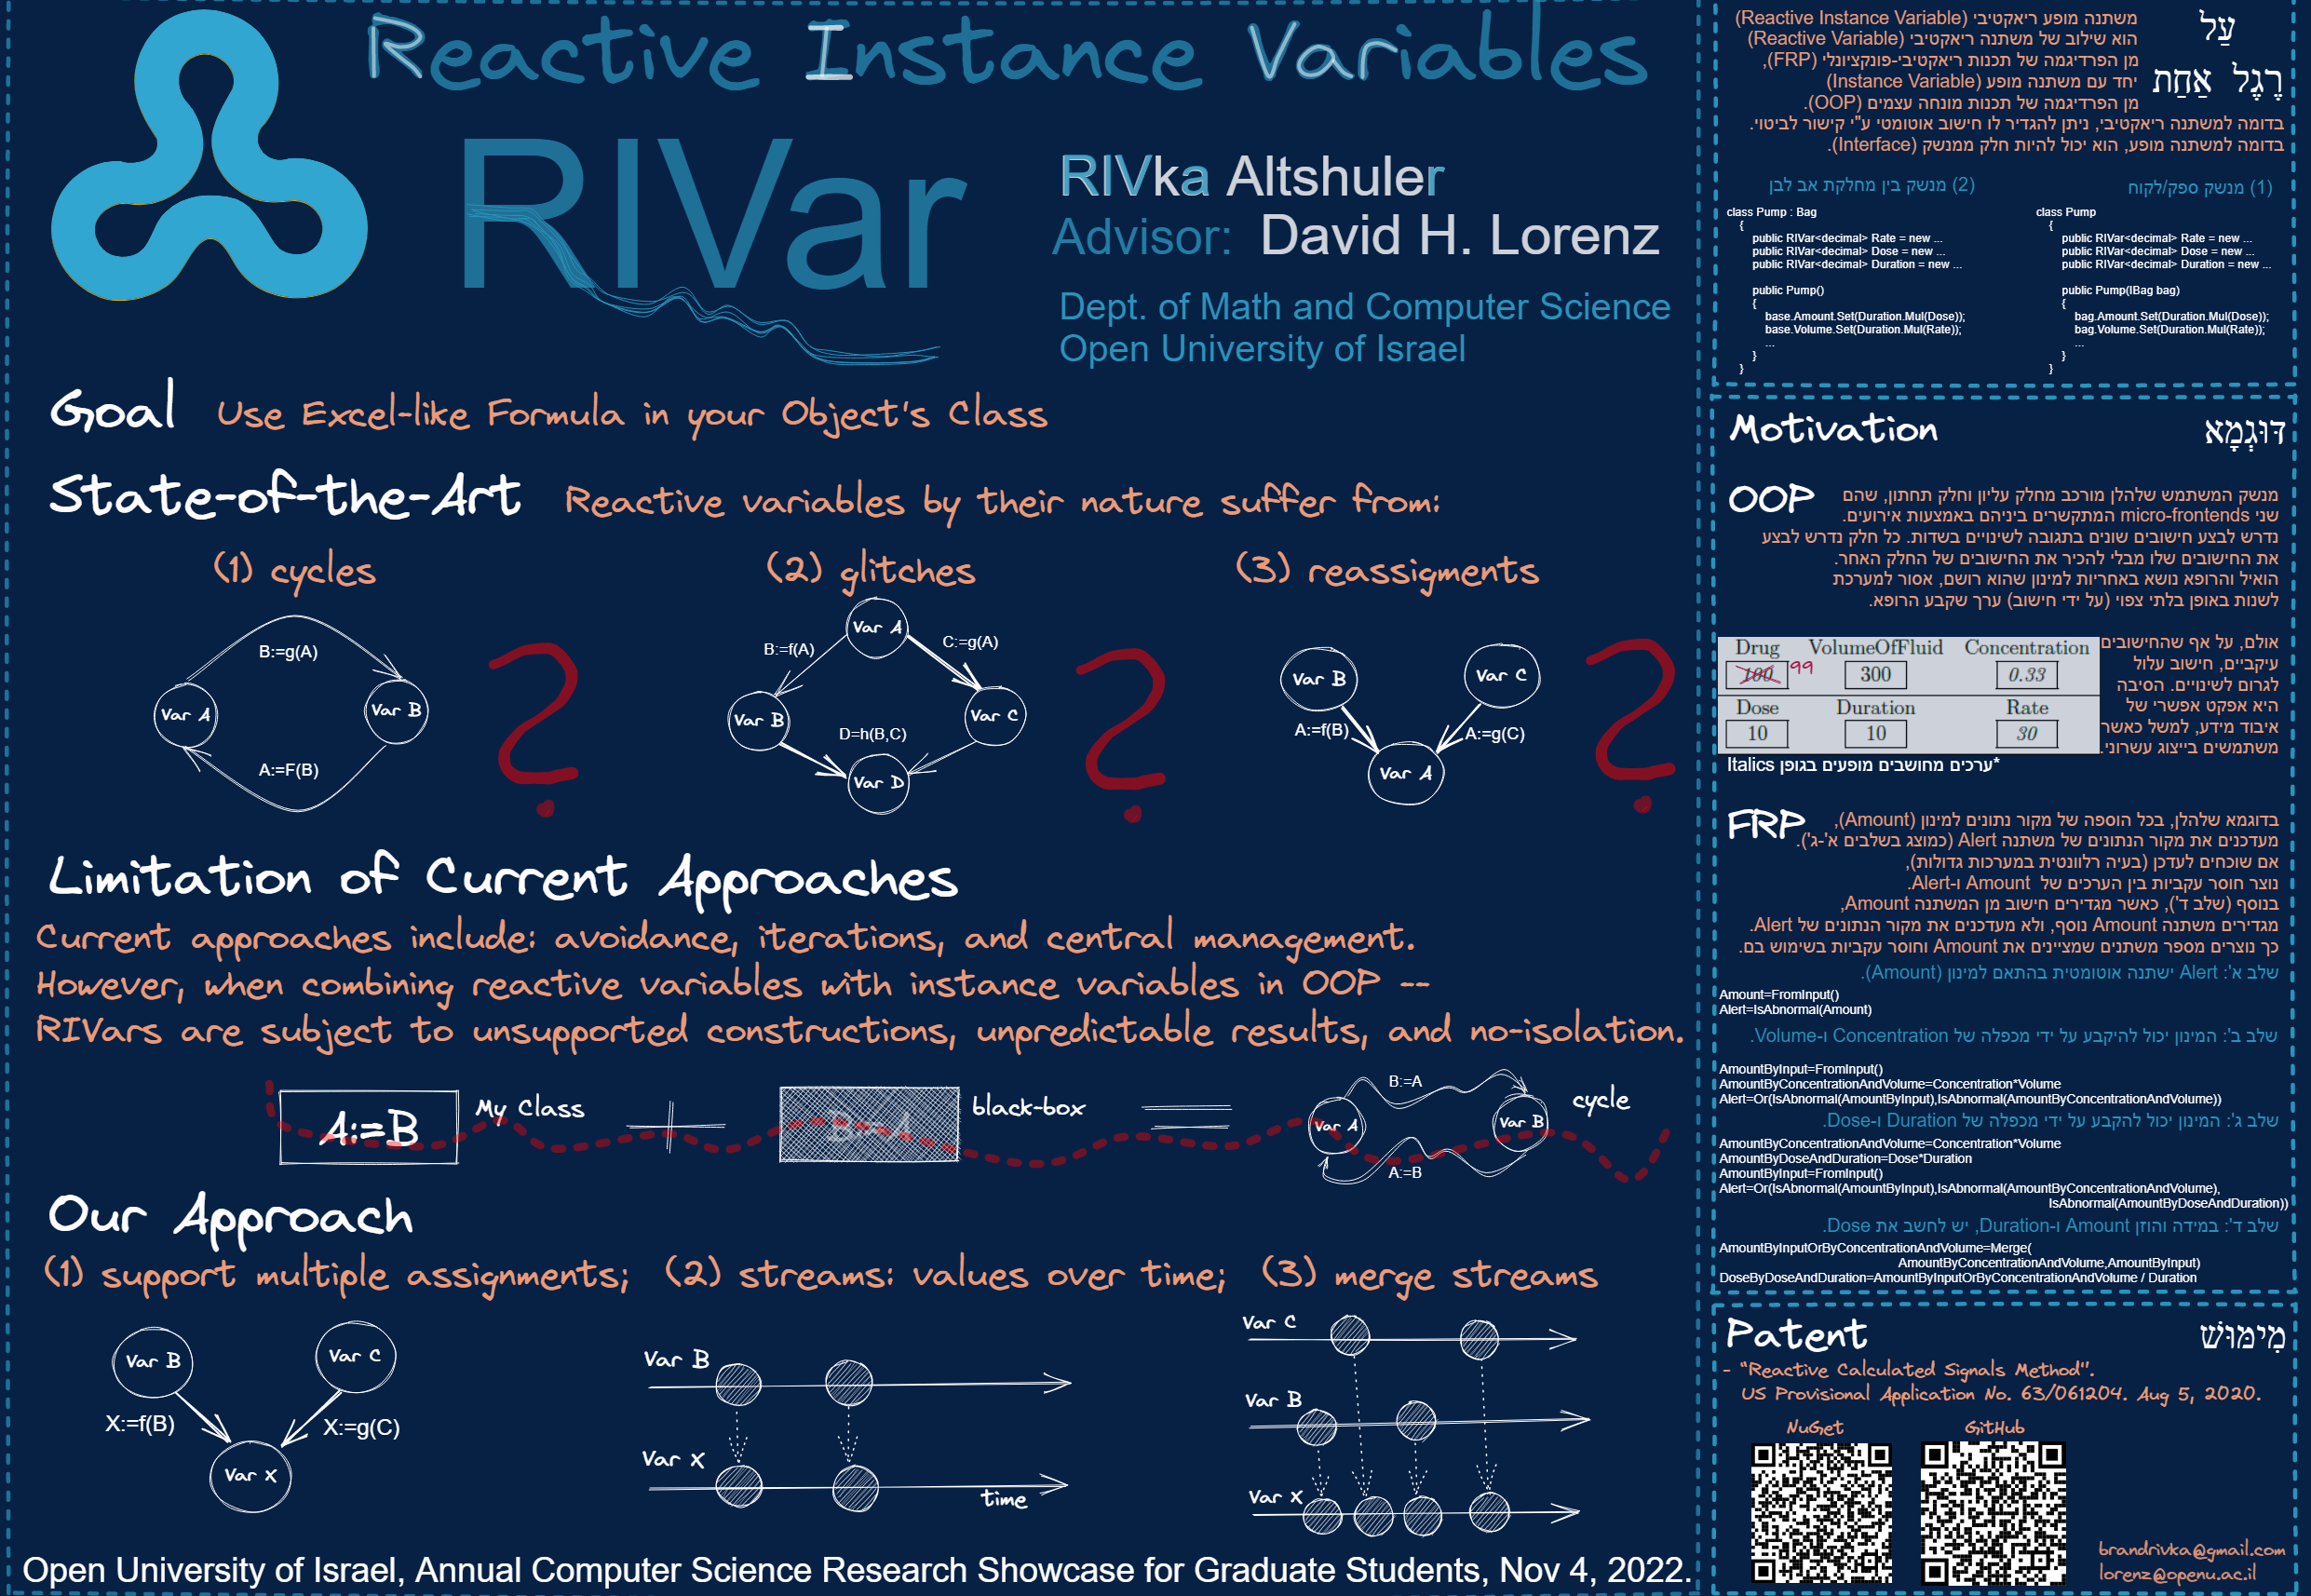 Reactive Instance Variables
RIVar
RIVka Altshuler
Advisor: David H. Lorenz
Dept. of Math and Computer Science
Open University of Israel
Goal Use Excel-like Formula in your Object's Class
State-of-the-Art Reactive variables by their nature suffer from:
(1) cycles
B:=g(A)
Var A
Var B
A:=F(B)
?
(2) glitches
Var A
B:=f(A)
C:=g(A)
Var B
Var C
D=h(B,C)
Var D
?
(3) reassigments
Var B
Var C
A:=f(B)
A:=g(C)
Var A
?
Limitation of Current Approaches
Current approaches include: avoidance, iterations, and central management.
However, when combining reactive variables with instance variables in OOP --
RIVars are subject to unsupported constructions, unpredictable results, and no-isolation.
A:=B
My Class
+
B:=A
black-box
=
B:=A
Var A
Var B
A:=B
cycle
Our Approach
(1) support multiple assignments; (2) streams: values over time; (3) merge streams
Var B
Var C
X:=f(B)
X:=g(C)
Var X
Var B
Var X
time
Var C
Var B
Var X
Open University of Israel, Annual Computer Science Research Showcase for Graduate Students, Nov 4, 2022.
עַל
רֶגֶל אַחַת
משתנה מופע ריאקטיבי (Reactive Instance Variable)
הוא שילוב של משתנה ריאקטיבי (Reactive Variable)
מן הפרדיגמה של תכנות ריאקטיבי-פונקציונלי (FRP),
יחד עם משתנה מופע (Instance Variable)
מן הפרדיגמה של תכנות מונחה עצמים (OOP).
בדומה למשתנה ריאקטיבי, ניתן להגדיר לו חישוב אוטומטי ע"י קישור לביטוי.
בדומה למשתנה מופע, הוא יכול להיות חלק ממנשק (Interface).
(1) מנשק ספק/לקוח
class Pump
{
public RIVar<decimal> Rate = new ...
public RIVar<decimal> Dose = new ...
public RIVar<decimal> Duration = new ...
public Pump(IBag bag)
{
bag.Amount.Set(Duration.Mul(Dose));
bag.Volume.Set(Duration.Mul(Rate));
...
}
}
(2) מנשק בין מחלקת אב לבן
class Pump : Bag
{
public RIVar<decimal> Rate = new ...
public RIVar<decimal> Dose = new ...
public RIVar<decimal> Duration = new ...
public Pump()
{
base.Amount.Set(Duration.Mul(Dose));
base.Volume.Set(Duration.Mul(Rate));
...
}
}
Motivation דּוּגְמָא
OOP
מנשק המשתמש שלהלן מורכב מחלק עליון וחלק תחתון, שהם
שני micro-frontends המתקשרים ביניהם באמצעות אירועים.
נדרש לבצע חישובים שונים בתגובה לשינויים בשדות. כל חלק נדרש לבצע
את החישובים שלו מבלי להכיר את החישובים של החלק האחר.
הואיל והרופא נושא באחריות למינון שהוא רושם, אסור למערכת
לשנות באופן בלתי צפוי (על ידי חישוב) ערך שקבע הרופא.
אולם, על אף שהחישובים
עיקביים, חישוב עלול
לגרום לשינויים. הסיבה
היא אפקט אפשרי של
איבוד מידע, למשל כאשר
משתמשים בייצוג עשרוני.
Drug VolumeOfFluid Concentration
100 99 300 0.33
Dose Duration Rate
10 10 30
*ערכים מחושבים מופעים בגופן Italics
FRP
בדוגמא שלהלן, בכל הוספה של מקור נתונים למינון (Amount),
מעדכנים את מקור הנתונים של משתנה Alert (כמוצג בשלבים א'-ג').
אם שוכחים לעדכן (בעיה רלוונטית במערכות גדולות),
נוצר חוסר עקביות בין הערכים של Amount ו-Alert.
בנוסף (שלב ד'), כאשר מגדירים חישוב מן המשתנה Amount,
מגדירים משתנה Amount נוסף, ולא מעדכנים את מקור הנתונים של Alert.
כך נוצרים מספר משתנים שמציינים את Amount וחוסר עקביות בשימוש בם.
שלב א': Alert ישתנה אוטומטית בהתאם למינון (Amount).
Amount=FromInput()
Alert=IsAbnormal(Amount)
שלב ב': המינון יכול להיקבע על ידי מכפלה של Concentration ו-Volume.
AmountByInput=FromInput()
AmountByConcentrationAndVolume=Concentration*Volume
Alert=Or(IsAbnormal(AmountByInput),IsAbnormal(AmountByConcentrationAndVolume))
שלב ג': המינון יכול להקבע על ידי מכפלה של Duration ו-Dose.
AmountByConcentrationAndVolume=Concentration*Volume
AmountByDoseAndDuration=Dose*Duration
AmountByInput=FromInput()
Alert=Or(IsAbnormal(AmountByInput),IsAbnormal(AmountByConcentrationAndVolume),
IsAbnormal(AmountByDoseAndDuration))
שלב ד': במידה והוזן Amount ו-Duration, יש לחשב את Dose.
AmountByInputOrByConcentrationAndVolume=Merge(
AmountByConcentrationAndVolume,AmountByInput)
DoseByDoseAndDuration=AmountByInputOrByConcentrationAndVolume / Duration
Patent מִימּוּשׁ
- "Reactive Calculated Signals Method".
US Provisional Application No. 63/061204. Aug 5, 2020.
NuGet GitHub
brandrivka@gmail.com
lorenz@openu.ac.il